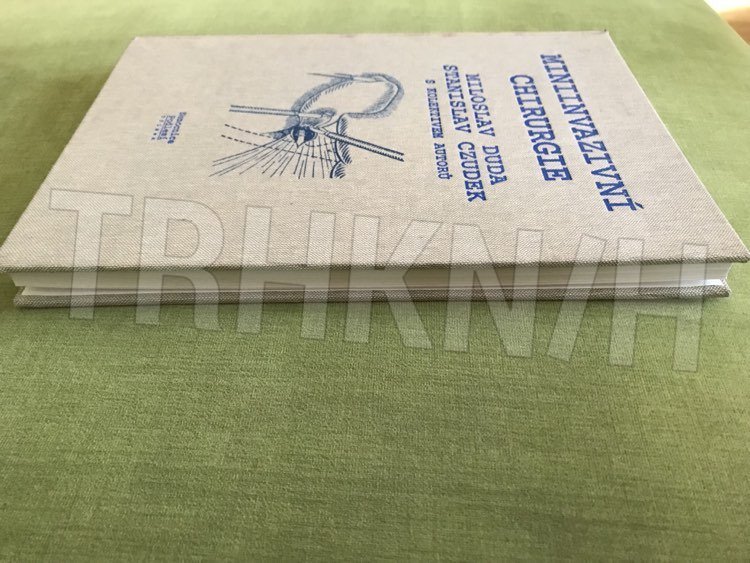 MINIINVAZIVNÍ
CHIRURGIE
MILOSLAV DUDA
STANISLAV CZUDEK
S KOLEKTIVEM AUTORŮ
TRHKNIH